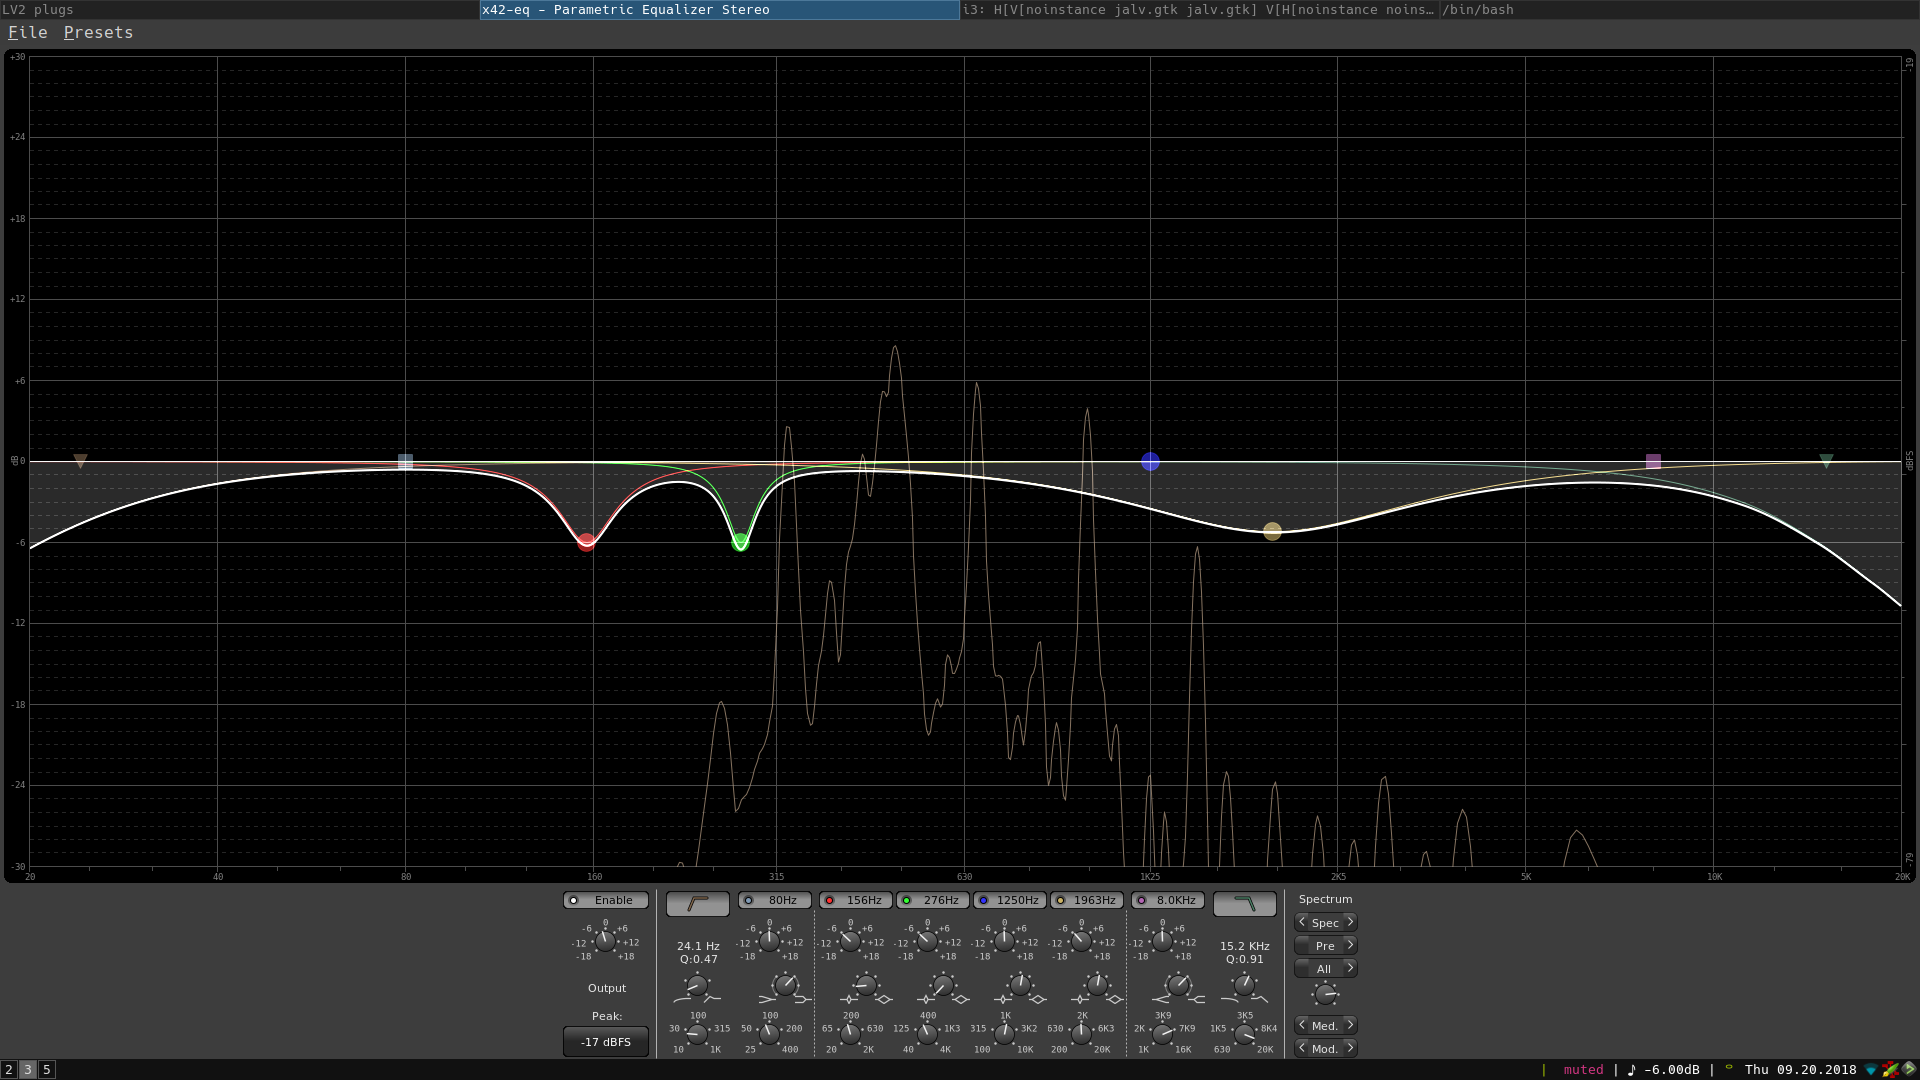 LV2 plugs
x42-eq - Parametric Equalizer Stereo
i3: H[V[noinstance jalv.gtk jalv.gtk] V[H[noinstance noins…
/bin/bash
File Presets
+30
+24
+18
+12
+6
0
dB
-6
-12
-18
-24
-30
-19
dBFS
-79
20 40 80 160 315 630 1K25 2K5 5K 10K 20K
Enable 80Hz 156Hz 276Hz 1250Hz 1963Hz 8.0KHz
Spectrum
0 0 0 0 0 0 0
-6 +6 -6 +6 -6 +6 -6 +6 -6 +6 -6 +6 -6 +6
Spec
-12 +12 -12 +12 -12 +12 -12 +12 -12 +12 -12 +12 -12 +12
24.1 Hz
15.2 KHz
Pre
-18 +18 -18 +18 -18 +18 -18 +18 -18 +18 -18 +18 -18 +18
Q:0.47
Q:0.91
All
Output
Peak:
-17 dBFS
100 100 200 400 1K 2K 3K9 3K5
30 315 50 200 65 630 125 1K3 315 3K2 630 6K3 2K 7K9 1K5 8K4
Med.
10 1K 25 400 20 2K 40 4K 100 10K 200 20K 1K 16K 630 20K
Mod.
2 3 5
| muted | ♪ -6.00dB | Thu 09.20.2018